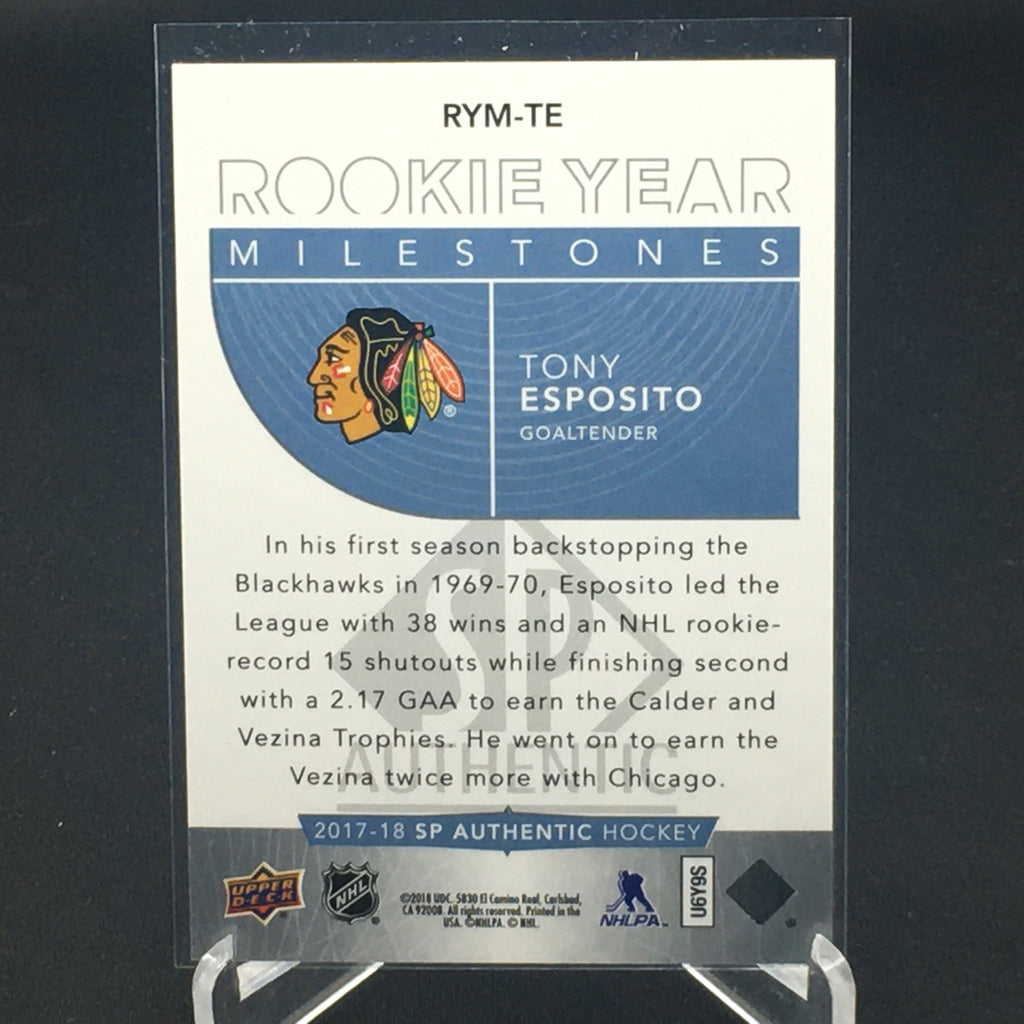 RYM-TE
ROOKIE YEAR
MILESTONES
TONY
ESPOSITO
GOALTENDER
®
In his first season backstopping the
Blackhawks in 1969-70, Esposito led the
League with 38 wins and an NHL rookie-
record 15 shutouts while finishing second
with a 2.17 GAA to earn the Calder and
Vezina Trophies. He went on to earn the
Vezina twice more with Chicago.
SP
AUTHENTIC
2017-18 SP AUTHENTIC HOCKEY
UPPER
DECK
NHL
©2018 UDC. 5830 El Camino Real, Carlsbad,
CA 92008. All rights reserved. Printed in the
USA. ©NHLPA. © NHL.
NHLPA
U6Y9S